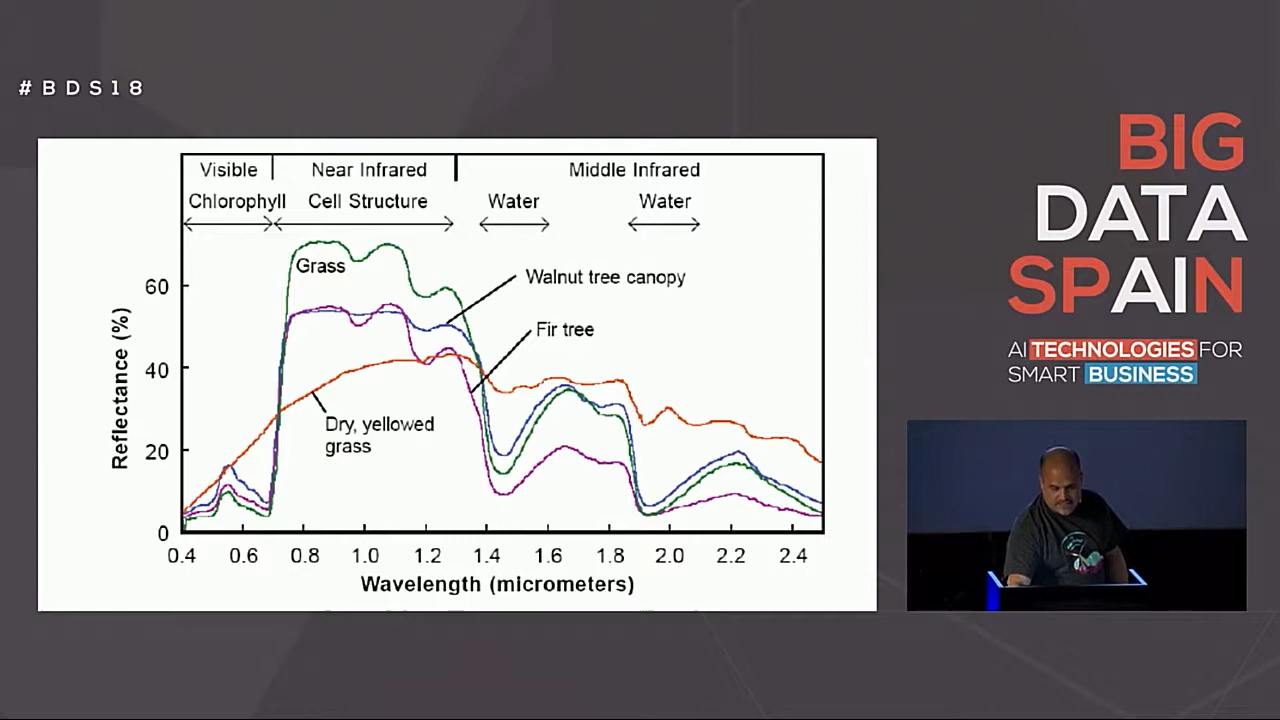 #BDS18
BIG
DATA
SPAIN
AI TECHNOLOGIES FOR
SMART BUSINESS
Visible
Near Infrared
Middle Infrared
Chlorophyll
Cell Structure
Water
Water
Grass
Walnut tree canopy
Fir tree
Dry, yellowed
grass
Reflectance (%)
60
40
20
0
0.4 0.6 0.8 1.0 1.2 1.4 1.6 1.8 2.0 2.2 2.4
Wavelength (micrometers)